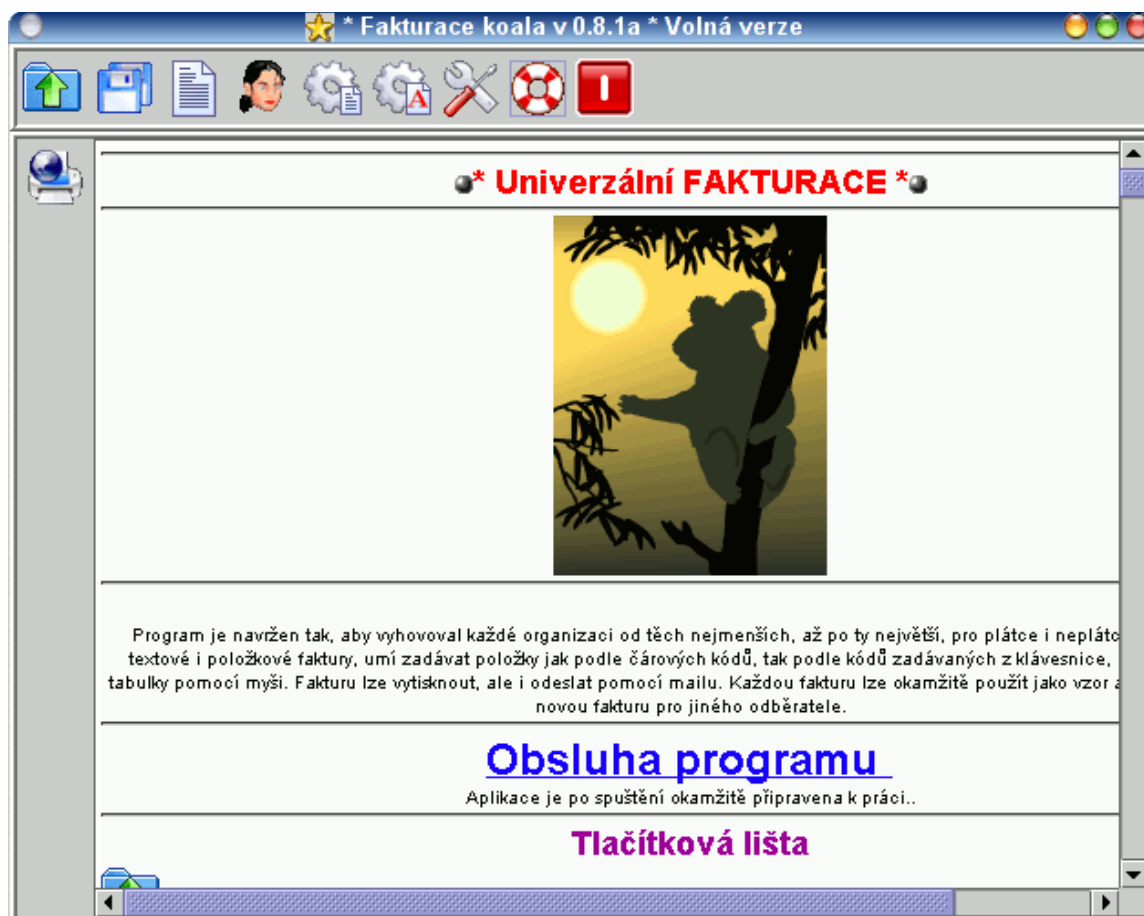 * Fakturace koala v 0.8.1a * Volná verze
A
* Univerzální FAKTURACE *
Program je navržen tak, aby vyhovoval každé organizaci od těch nejmenších, až po ty největší, pro plátce i neplátc
textové i položkové faktury, umí zadávat položky jak podle čárových kódů, tak podle kódů zadávaných z klávesnice,
tabulky pomocí myši. Fakturu lze vytisknout, ale i odeslat pomocí mailu. Každou fakturu lze okamžitě použít jako vzor a
novou fakturu pro jiného odběratele.
Obsluha programu
Aplikace je po spuštění okamžitě připravena k práci..
Tlačítková lišta